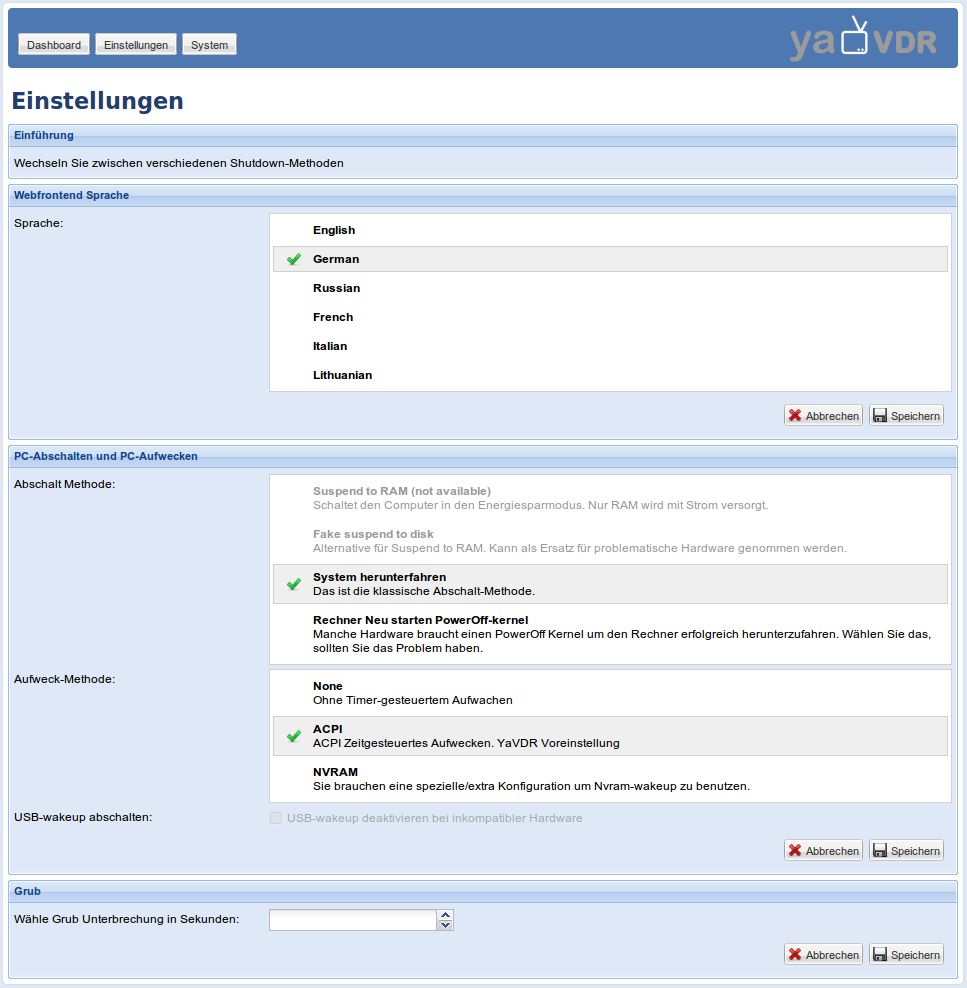 Dashboard Einstellungen System yaVDR
Einstellungen
Einführung
Wechseln Sie zwischen verschiedenen Shutdown-Methoden
Webfrontend Sprache
Sprache:
English
German
Russian
French
Italian
Lithuanian
Abbrechen Speichern
PC-Abschalten und PC-Aufwecken
Abschalt Methode:
Suspend to RAM (not available)
Schaltet den Computer in den Energiesparmodus. Nur RAM wird mit Strom versorgt.
Fake suspend to disk
Alternative für Suspend to RAM. Kann als Ersatz für problematische Hardware genommen werden.
System herunterfahren
Das ist die klassische Abschalt-Methode.
Rechner Neu starten PowerOff-kernel
Manche Hardware braucht einen PowerOff Kernel um den Rechner erfolgreich herunterzufahren. Wählen Sie das,
sollten Sie das Problem haben.
Aufweck-Methode:
None
Ohne Timer-gesteuertem Aufwachen
ACPI
ACPI Zeitgesteuertes Aufwecken. YaVDR Voreinstellung
NVRAM
Sie brauchen eine spezielle/extra Konfiguration um Nvram-wakeup zu benutzen.
USB-wakeup abschalten: USB-wakeup deaktivieren bei inkompatibler Hardware
Abbrechen Speichern
Grub
Wähle Grub Unterbrechung in Sekunden:
Abbrechen Speichern